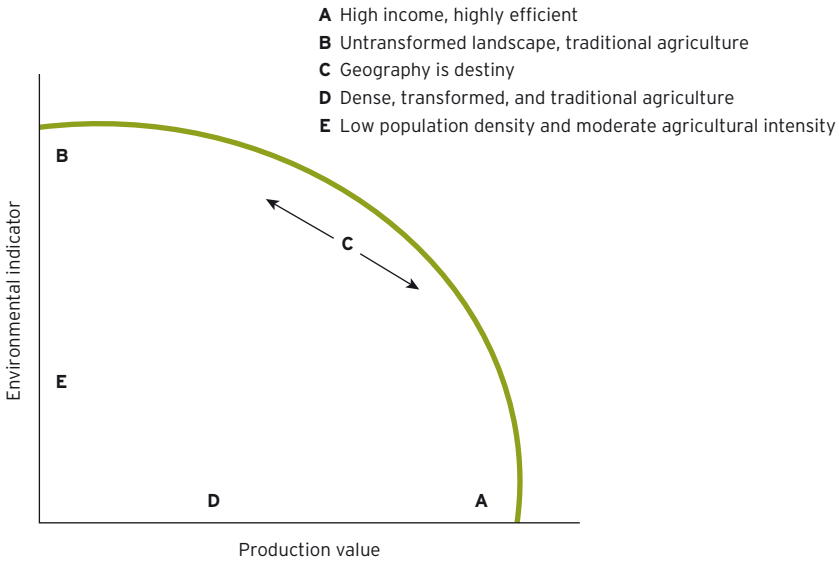 A High income, highly efficient
B Untransformed landscape, traditional agriculture
C Geography is destiny
D Dense, transformed, and traditional agriculture
E Low population density and moderate agricultural intensity
Environmental indicator
B
C
E
D
A
Production value